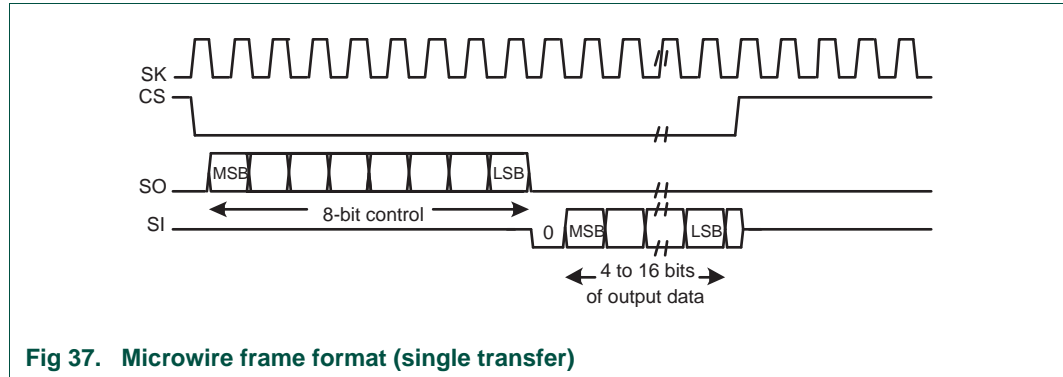 SK
CS
SO
MSB
LSB
8-bit control
SI
0
MSB
LSB
4 to 16 bits
of output data
Fig 37. Microwire frame format (single transfer)